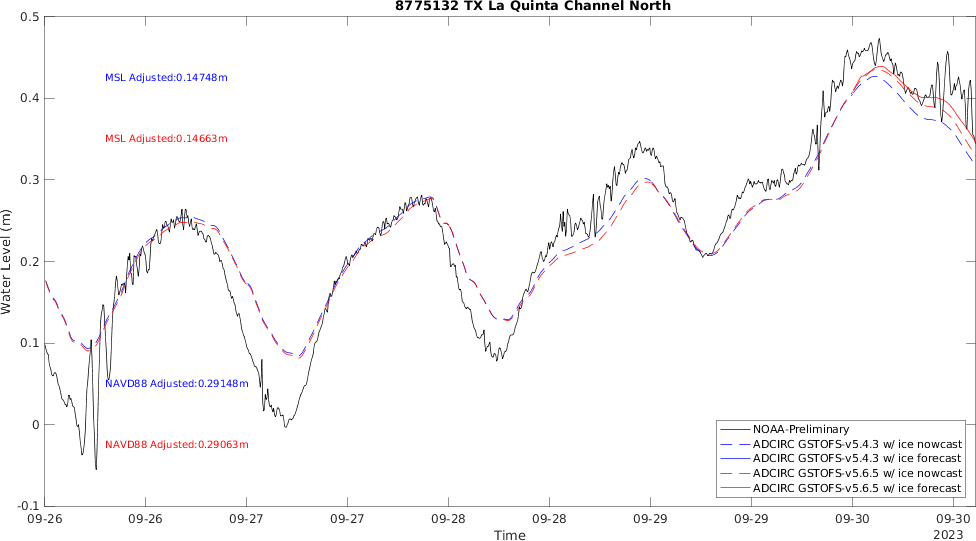 8775132 TX La Quinta Channel North
0.5
0.4
0.3
0.2
0.1
0
-0.1
Water Level (m)
MSL Adjusted:0.14748m
MSL Adjusted:0.14663m
NAVD88 Adjusted:0.29148m
NAVD88 Adjusted:0.29063m
NOAA-Preliminary
ADCIRC GSTOFS-v5.4.3 w/ ice nowcast
ADCIRC GSTOFS-v5.4.3 w/ ice forecast
ADCIRC GSTOFS-v5.6.5 w/ ice nowcast
ADCIRC GSTOFS-v5.6.5 w/ ice forecast
09-26 09-26 09-27 09-27 09-28 09-28 09-29 09-29 09-30 09-30
Time
2023